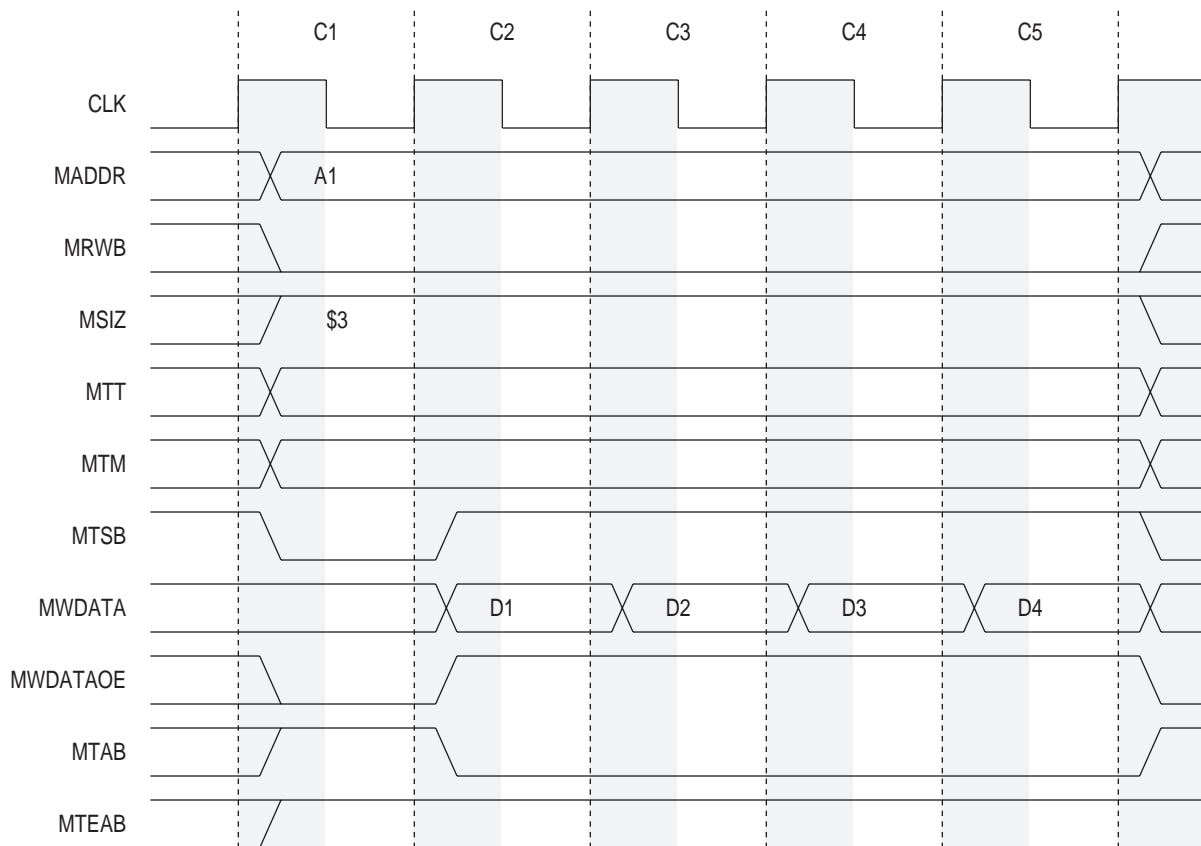 C1 C2 C3 C4 C5
CLK
MADDR A1
MRWB
MSIZ $3
MTT
MTM
MTSB
MWDATA D1 D2 D3 D4
MWDATAOE
MTAB
MTEAB